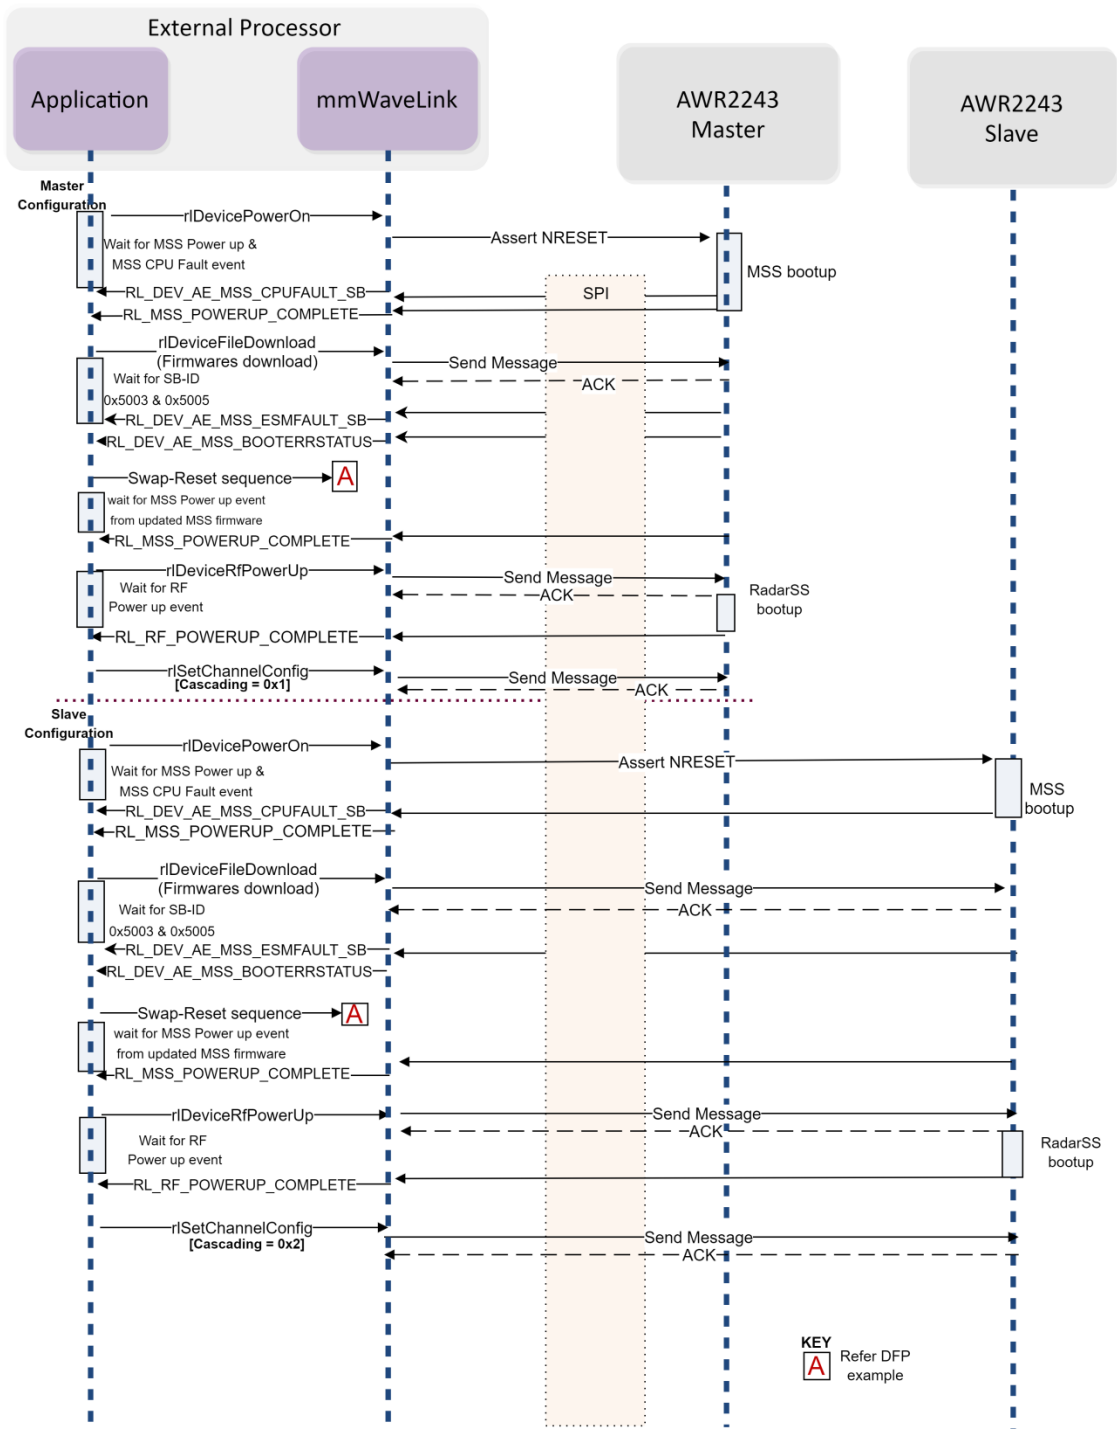 External Processor
Application
mmWaveLink
AWR2243
Master
AWR2243
Slave
Master
Configuration
rlDevicePowerOn
Assert NRESET
Wait for MSS Power up &
MSS CPU Fault event
MSS bootup
RL_DEV_AE_MSS_CPUFAULT_SB
SPI
RL_MSS_POWERUP_COMPLETE
rlDeviceFileDownload
(Firmwares download)
Send Message
Wait for SB-ID
ACK
0x5003 & 0x5005
RL_DEV_AE_MSS_ESMFAULT_SB
RL_DEV_AE_MSS_BOOTERRSTATUS
Swap-Reset sequence
A
wait for MSS Power up event
from updated MSS firmware
RL_MSS_POWERUP_COMPLETE
rlDeviceRfPowerUp
Send Message
Wait for RF
ACK
RadarSS
bootup
Power up event
RL_RF_POWERUP_COMPLETE
rlSetChannelConfig
[Cascading = 0x1]
Send Message
ACK
Slave
Configuration
rlDevicePowerOn
Assert NRESET
Wait for MSS Power up &
MSS CPU Fault event
MSS
bootup
RL_DEV_AE_MSS_CPUFAULT_SB
RL_MSS_POWERUP_COMPLETE
rlDeviceFileDownload
(Firmwares download)
Send Message
Wait for SB-ID
ACK
0x5003 & 0x5005
RL_DEV_AE_MSS_ESMFAULT_SB
RL_DEV_AE_MSS_BOOTERRSTATUS
Swap-Reset sequence
A
wait for MSS Power up event
from updated MSS firmware
RL_MSS_POWERUP_COMPLETE
rlDeviceRfPowerUp
Send Message
ACK
Wait for RF
Power up event
RadarSS
bootup
RL_RF_POWERUP_COMPLETE
rlSetChannelConfig
[Cascading = 0x2]
Send Message
ACK
KEY
A
Refer DFP
example